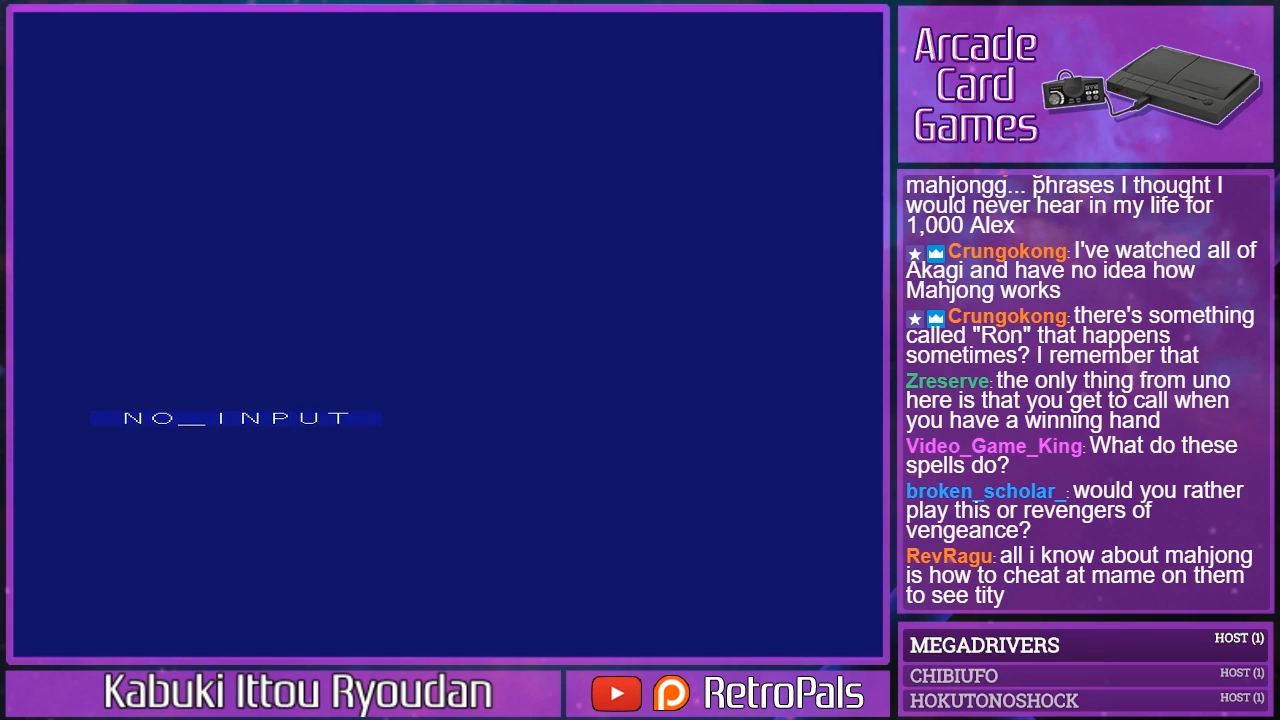 NO_INPUT
Arcade
Card
Games
mahjongg... phrases I thought I
would never hear in my life for
1,000 Alex
Crungokong: I've watched all of
Akagi and have no idea how
Mahjong works
Crungokong: there's something
called "Ron" that happens
sometimes? I remember that
Zreserve: the only thing from uno
here is that you get to call when
you have a winning hand
Video_Game_King: What do these
spells do?
broken_scholar_: would you rather
play this or revengers of
vengeance?
RevRagu: all i know about mahjong
is how to cheat at mame on them
to see tity
MEGADRIVERS HOST (1)
CHIBIUFO HOST (1)
HOKUTONOSHOCK HOST (1)
Kabuki Ittou Ryoudan
RetroPals